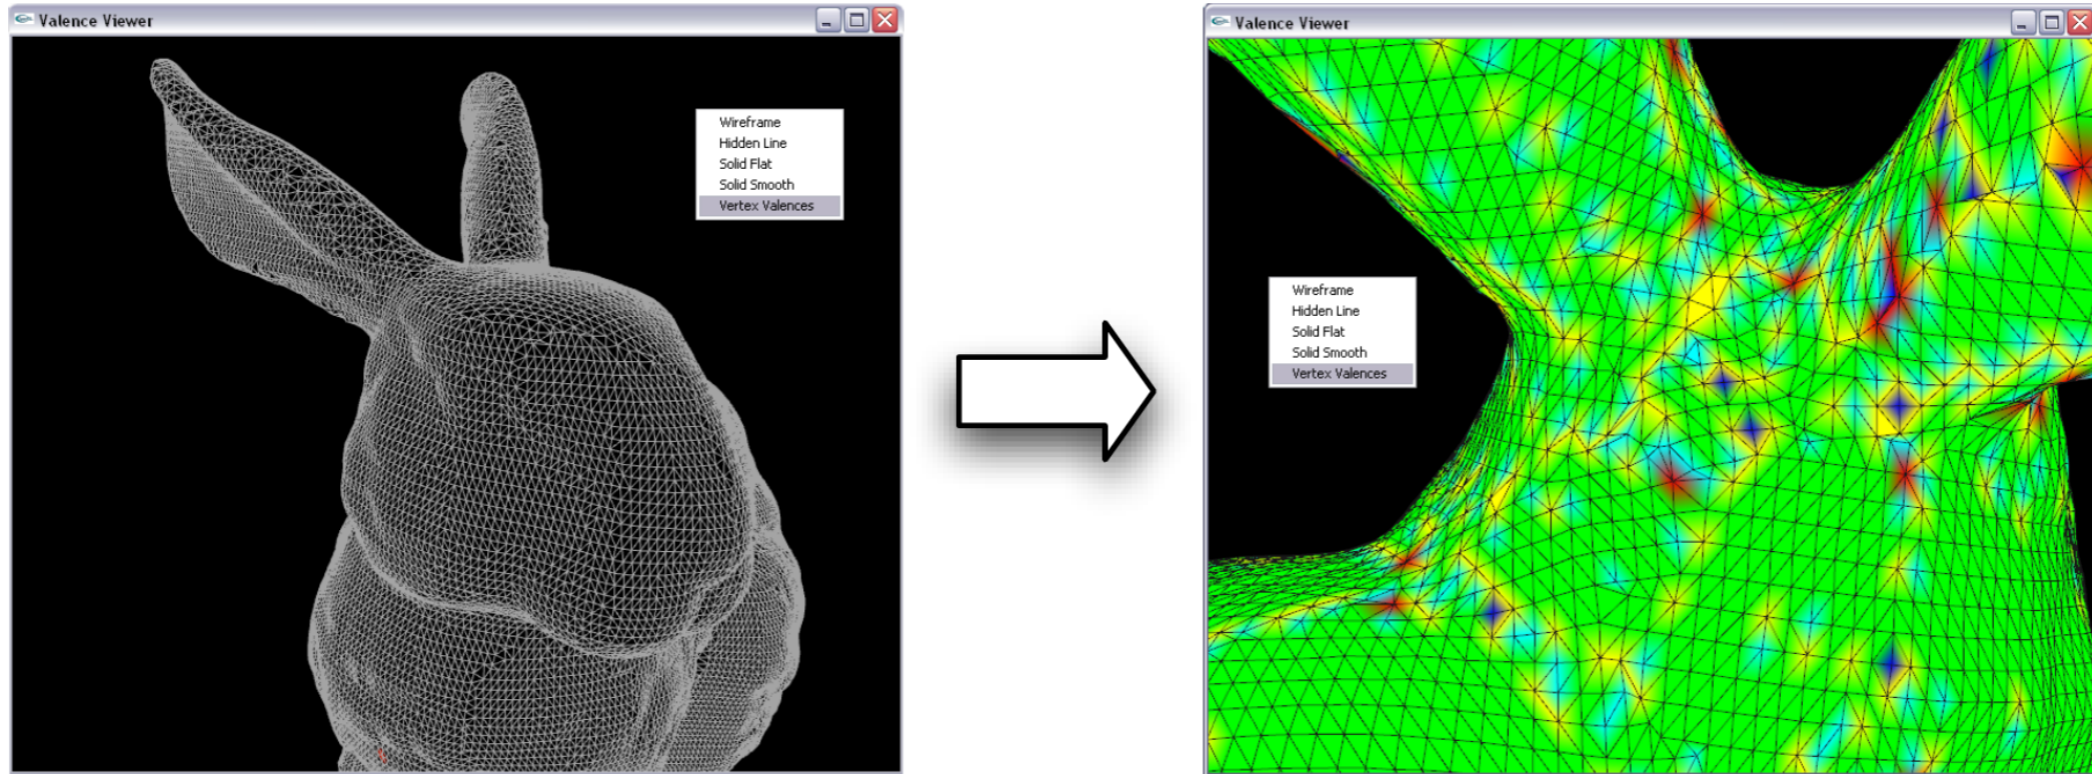 Valence Viewer
Wireframe
Hidden Line
Solid Flat
Solid Smooth
Vertex Valences
Valence Viewer
Wireframe
Hidden Line
Solid Flat
Solid Smooth
Vertex Valences